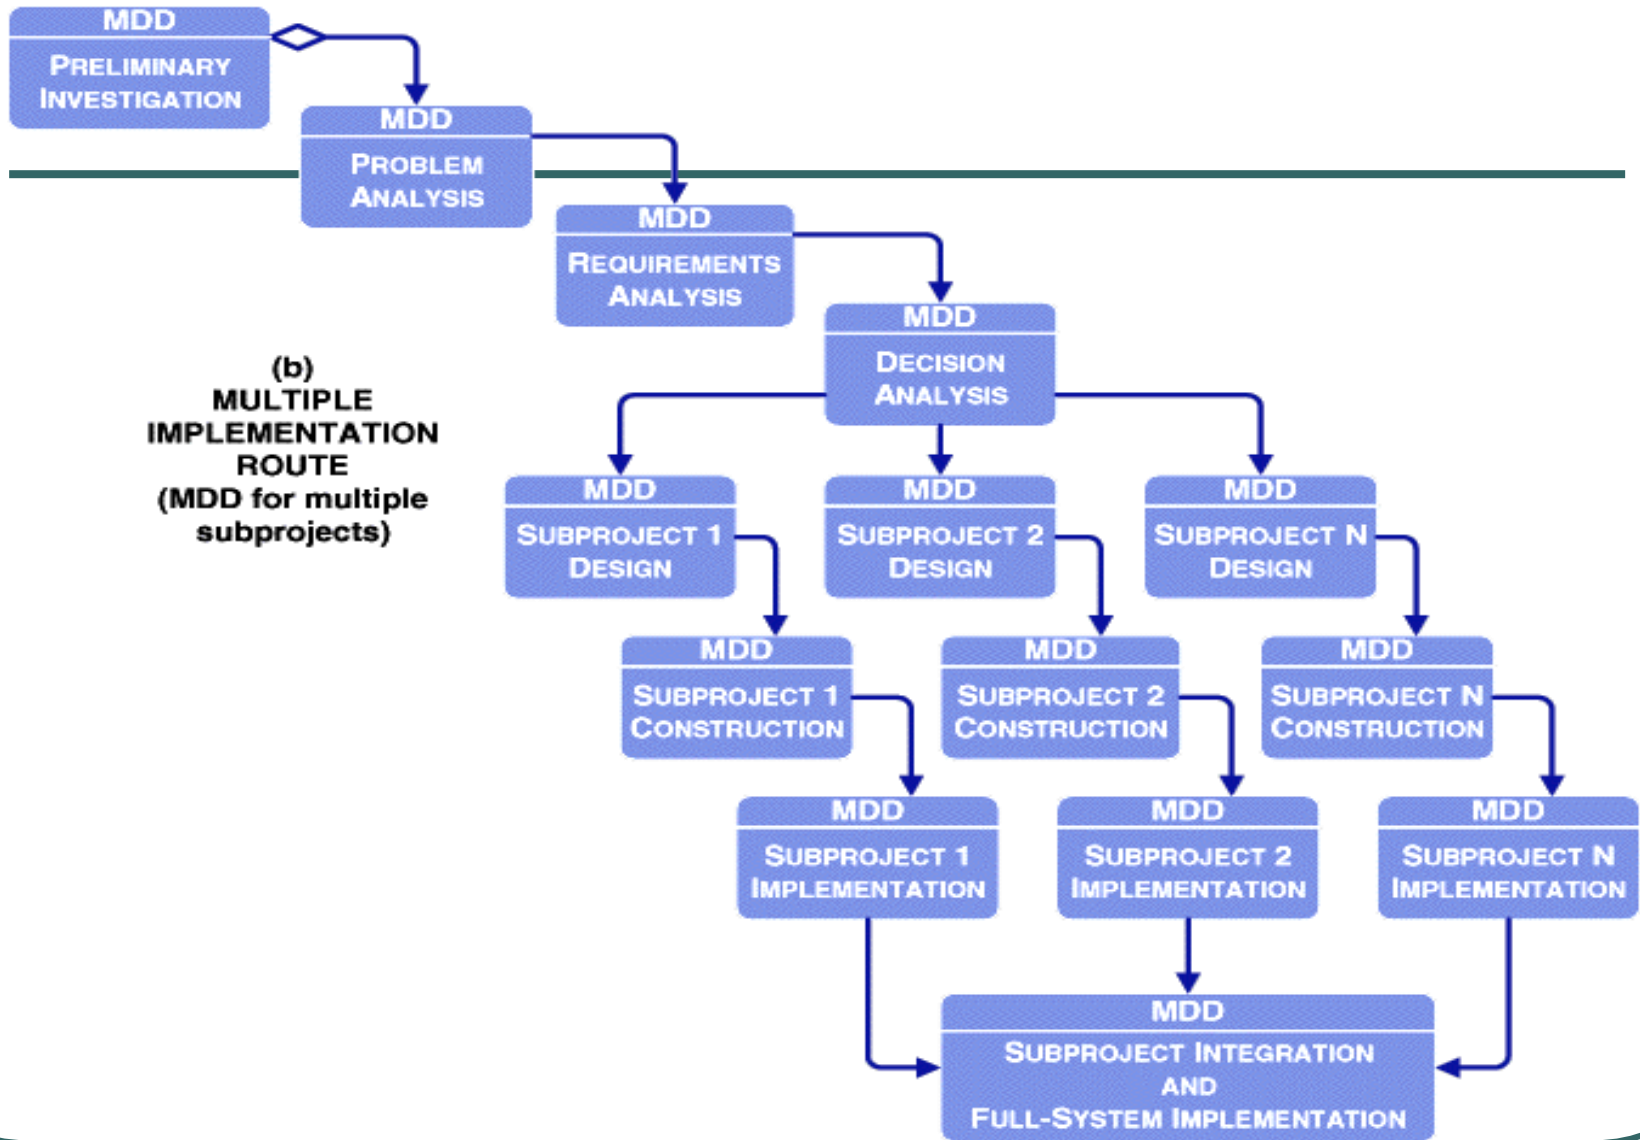 MDD
PRELIMINARY
INVESTIGATION
MDD
PROBLEM
ANALYSIS
MDD
REQUIREMENTS
ANALYSIS
MDD
DECISION
ANALYSIS
(b)
MULTIPLE
IMPLEMENTATION
ROUTE
(MDD for multiple
subprojects)
MDD
SUBPROJECT 1
DESIGN
MDD
SUBPROJECT 2
DESIGN
MDD
SUBPROJECT N
DESIGN
MDD
SUBPROJECT 1
CONSTRUCTION
MDD
SUBPROJECT 2
CONSTRUCTION
MDD
SUBPROJECT N
CONSTRUCTION
MDD
SUBPROJECT 1
IMPLEMENTATION
MDD
SUBPROJECT 2
IMPLEMENTATION
MDD
SUBPROJECT N
IMPLEMENTATION
MDD
SUBPROJECT INTEGRATION
AND
FULL-SYSTEM IMPLEMENTATION